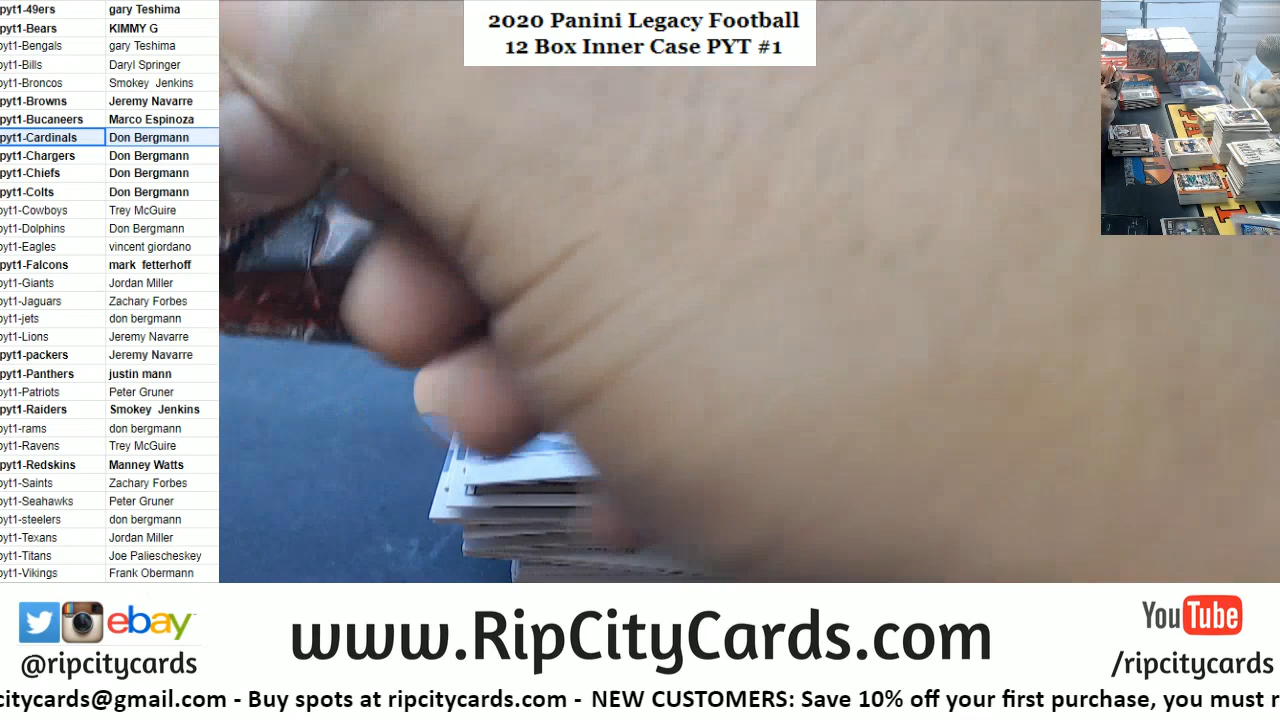 2020 Panini Legacy Football
12 Box Inner Case PYT #1
pyt1-49ers gary Teshima
pyt1-Bears KIMMY G
pyt1-Bengals gary Teshima
pyt1-Bills Daryl Springer
pyt1-Broncos Smokey Jenkins
pyt1-Browns Jeremy Navarre
pyt1-Bucaneers Marco Espinoza
pyt1-Cardinals Don Bergmann
pyt1-Chargers Don Bergmann
pyt1-Chiefs Don Bergmann
pyt1-Colts Don Bergmann
pyt1-Cowboys Trey McGuire
pyt1-Dolphins Don Bergmann
pyt1-Eagles vincent giordano
pyt1-Falcons mark fetterhoff
pyt1-Giants Jordan Miller
pyt1-Jaguars Zachary Forbes
pyt1-jets don bergmann
pyt1-Lions Jeremy Navarre
pyt1-packers Jeremy Navarre
pyt1-Panthers justin mann
pyt1-Patriots Peter Gruner
pyt1-Raiders Smokey Jenkins
pyt1-rams don bergmann
pyt1-Ravens Trey McGuire
pyt1-Redskins Manney Watts
pyt1-Saints Zachary Forbes
pyt1-Seahawks Peter Gruner
pyt1-steelers don bergmann
pyt1-Texans Jordan Miller
pyt1-Titans Joe Paliescheskey
pyt1-Vikings Frank Obermann
ebay
@ripcitycards
www.RipCityCards.com
YouTube
/ripcitycards
citycards@gmail.com - Buy spots at ripcitycards.com - NEW CUSTOMERS: Save 10% off your first purchase, you must